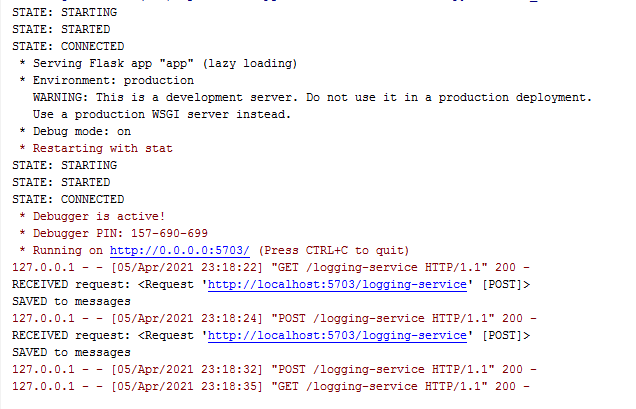 STATE: STARTING
STATE: STARTED
STATE: CONNECTED
* Serving Flask app "app" (lazy loading)
* Environment: production
WARNING: This is a development server. Do not use it in a production deployment.
Use a production WSGI server instead.
* Debug mode: on
* Restarting with stat
STATE: STARTING
STATE: STARTED
STATE: CONNECTED
* Debugger is active!
* Debugger PIN: 157-690-699
* Running on http://0.0.0.0:5703/ (Press CTRL+C to quit)
127.0.0.1 - - [05/Apr/2021 23:18:22] "GET /logging-service HTTP/1.1" 200 -
RECEIVED request: <Request 'http://localhost:5703/logging-service' [POST]>
SAVED to messages
127.0.0.1 - - [05/Apr/2021 23:18:24] "POST /logging-service HTTP/1.1" 200 -
RECEIVED request: <Request 'http://localhost:5703/logging-service' [POST]>
SAVED to messages
127.0.0.1 - - [05/Apr/2021 23:18:32] "POST /logging-service HTTP/1.1" 200 -
127.0.0.1 - - [05/Apr/2021 23:18:35] "GET /logging-service HTTP/1.1" 200 -